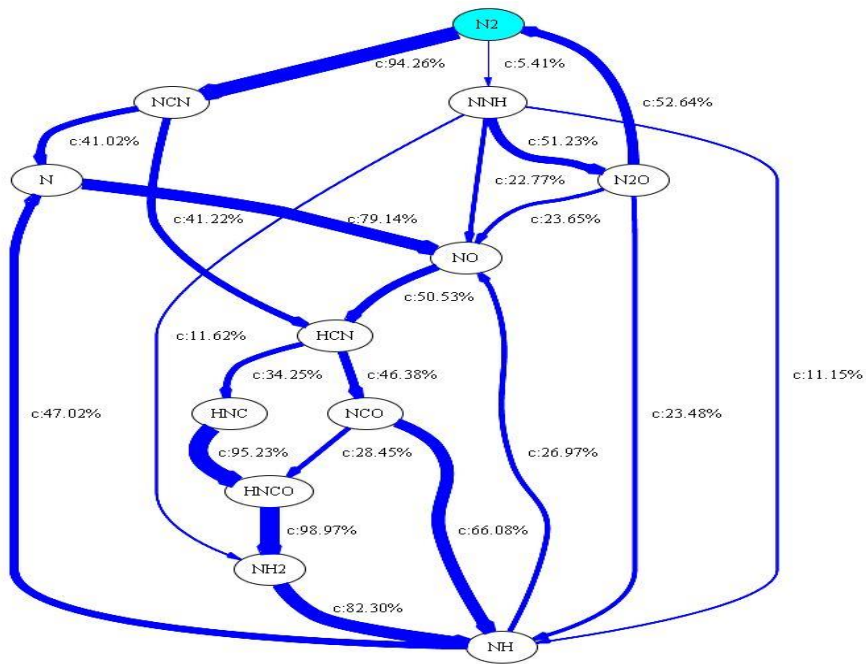 N2
c:94.26%
c:5.41%
NCN
NNH
c:52.64%
c:41.02%
c:51.23%
N
c:22.77%
N2O
c:41.22%
c:79.14%
c:23.65%
NO
c:50.53%
HCN
c:11.62%
c:34.25%
c:46.38%
c:11.15%
HNC
NCO
c:47.02%
c:23.48%
c:95.23%
c:28.45%
c:26.97%
HNCO
c:98.97%
c:66.08%
NH2
c:82.30%
NH